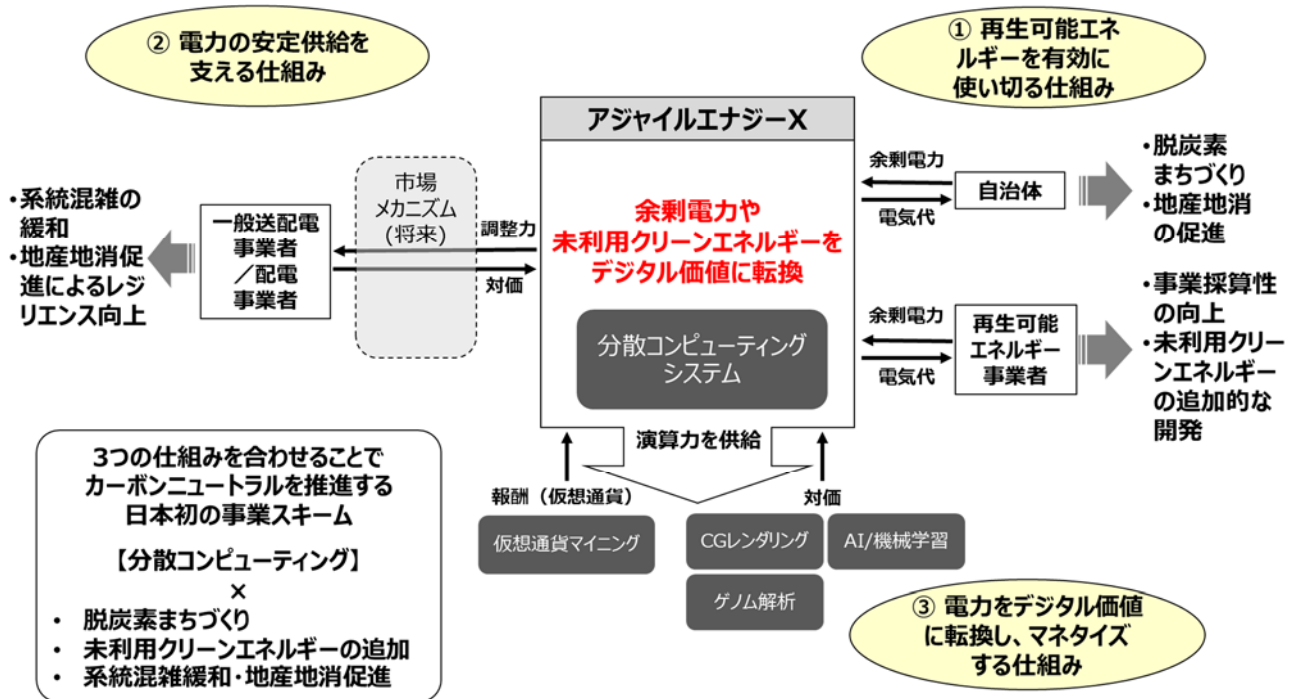 ② 電力の安定供給を
支える仕組み
① 再生可能エネ
ルギーを有効に
使い切る仕組み
アジャイルエナジーX
余剰電力や
未利用クリーンエネルギーを
デジタル価値に転換
分散コンピューティング
システム
市場
メカニズム
(将来)
調整力
対価
一般送配電
事業者
／配電
事業者
・系統混雑の
緩和
・地産地消促
進によるレジ
リエンス向上
余剰電力
電気代
自治体
・脱炭素
まちづくり
・地産地消
の促進
余剰電力
電気代
再生可能
エネルギー
事業者
・事業採算性
の向上
・未利用クリー
ンエネルギー
の追加的な
開発
演算力を供給
報酬（仮想通貨）
対価
仮想通貨マイニング
CGレンダリング
AI/機械学習
ゲノム解析
3つの仕組みを合わせることで
カーボンニュートラルを推進する
日本初の事業スキーム
【分散コンピューティング】
×
• 脱炭素まちづくり
• 未利用クリーンエネルギーの追加
• 系統混雑緩和・地産地消促進
③ 電力をデジタル価値
に転換し、マネタイズ
する仕組み